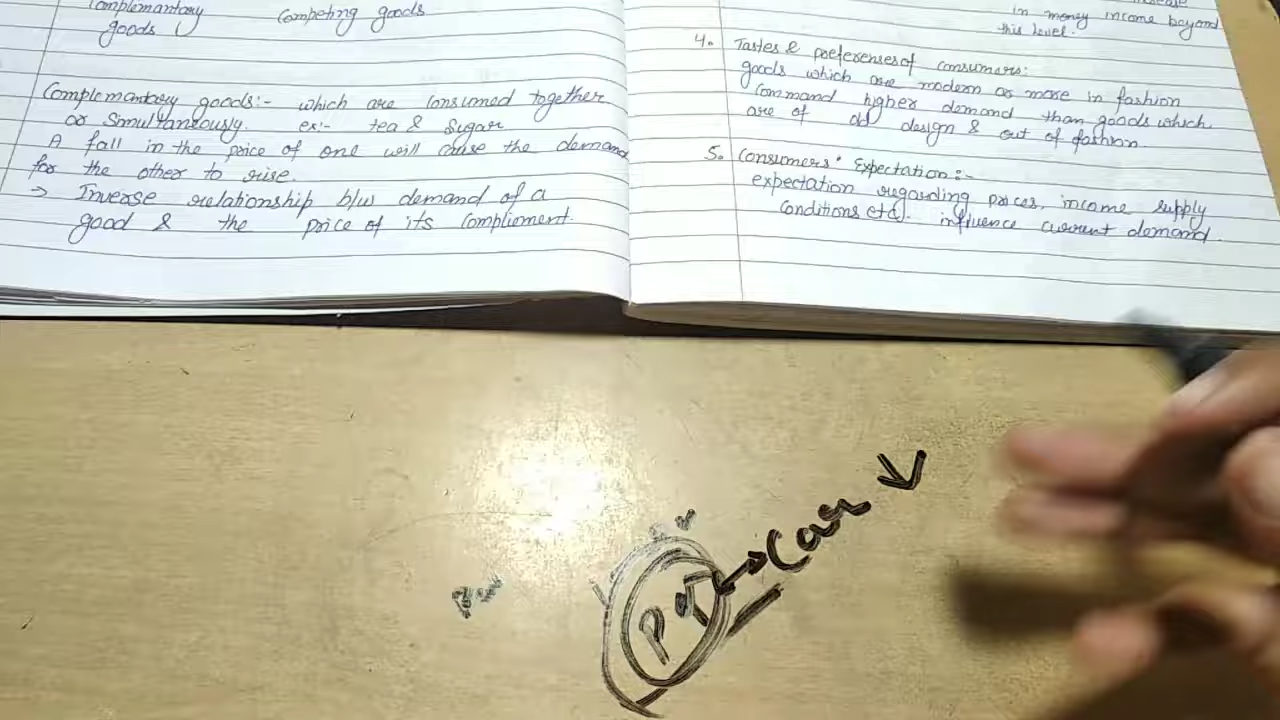 Complemantary Competing goods
goods
Complemantary goods:- which are consumed together
or simultaneously. ex:- tea & Sugar
A fall in the price of one will cause the demand
for the other to rise.
→ Inverse relationship b/w demand of a
good & the price of its complement.
in money income beyond
this level.
4. Tastes & preferenses of consumers:
goods which are modern or more in fashion
command higher demand than goods which
are of old design & out of fashion.
5. Consumers' Expectation:-
expectation regarding prices, income supply
conditions etc. influence current demand.
→ Car ↓